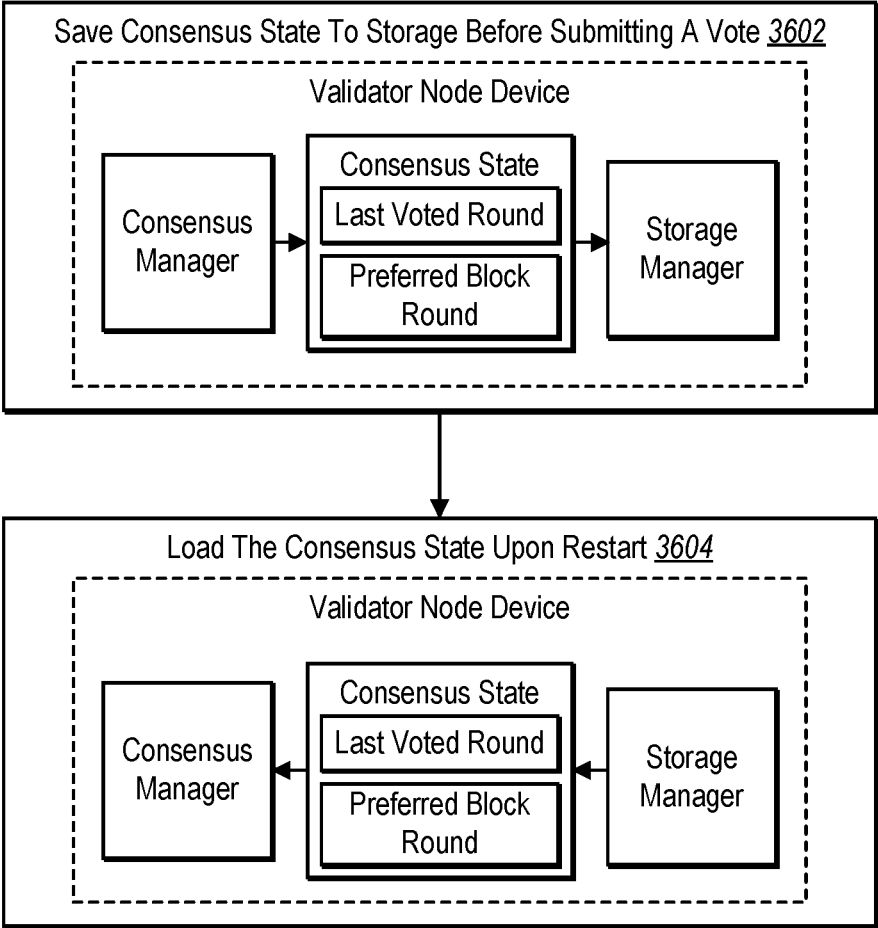 Save Consensus State To Storage Before Submitting A Vote 3602
Validator Node Device
Consensus
Manager
Consensus State
Last Voted Round
Preferred Block
Round
Storage
Manager
Load The Consensus State Upon Restart 3604
Validator Node Device
Consensus
Manager
Consensus State
Last Voted Round
Preferred Block
Round
Storage
Manager